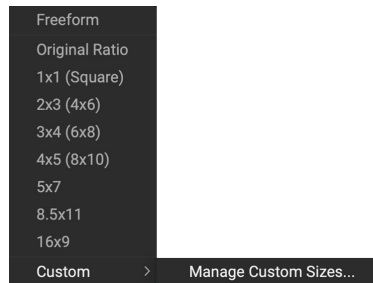 Freeform
Original Ratio
1x1 (Square)
2x3 (4x6)
3x4 (6x8)
4x5 (8x10)
5x7
8.5x11
16x9
Custom > Manage Custom Sizes...